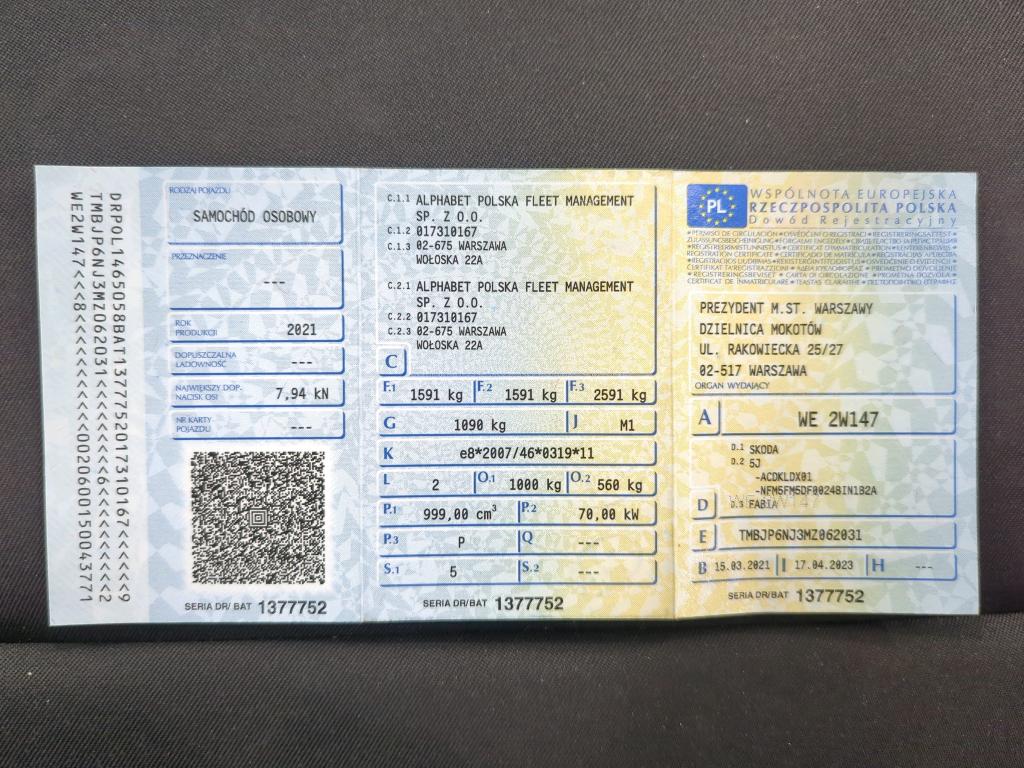 DRPOL1465058BAT1377752017310167<<<<<9
TMBJP6NJ3MZ062031<<<<<<<<6<<<<<<<<<2
WE2W147<<8<<<<<<<<<<<0020600150043771
RODZAJ POJAZDU
SAMOCHÓD OSOBOWY
PRZEZNACZENIE
---
ROK
PRODUKCJI 2021
DOPUSZCZALNA
ŁADOWNOŚĆ ---
NAJWIĘKSZY DOP.
NACISK OSI 7,94 kN
NR KARTY
POJAZDU ---
SERIA DR/BAT 1377752
C.1.1 ALPHABET POLSKA FLEET MANAGEMENT
SP. Z O.O.
C.1.2 017310167
C.1.3 02-675 WARSZAWA
WOŁOSKA 22A
C.2.1 ALPHABET POLSKA FLEET MANAGEMENT
SP. Z O.O.
C.2.2 017310167
C.2.3 02-675 WARSZAWA
WOŁOSKA 22A
C
F.1 1591 kg F.2 1591 kg F.3 2591 kg
G 1090 kg J M1
K e8*2007/46*0319*11
L 2 O.1 1000 kg O.2 560 kg
P.1 999,00 cm³ P.2 70,00 kW
P.3 P Q ---
S.1 5 S.2 ---
SERIA DR/BAT 1377752
PL
WSPÓLNOTA EUROPEJSKA
RZECZPOSPOLITA POLSKA
Dowód Rejestracyjny
PREZYDENT M.ST. WARSZAWY
DZIELNICA MOKOTÓW
UL. RAKOWIECKA 25/27
02-517 WARSZAWA
ORGAN WYDAJĄCY
A WE 2W147
D.1 SKODA
D.2 5J
-ACDKLDX01
-NFM5FM5DF0024BIN1B2A
D D.3 FABIA
E TMBJP6NJ3MZ062031
B 15.03.2021 I 17.04.2023 H ---
SERIA DR/BAT 1377752